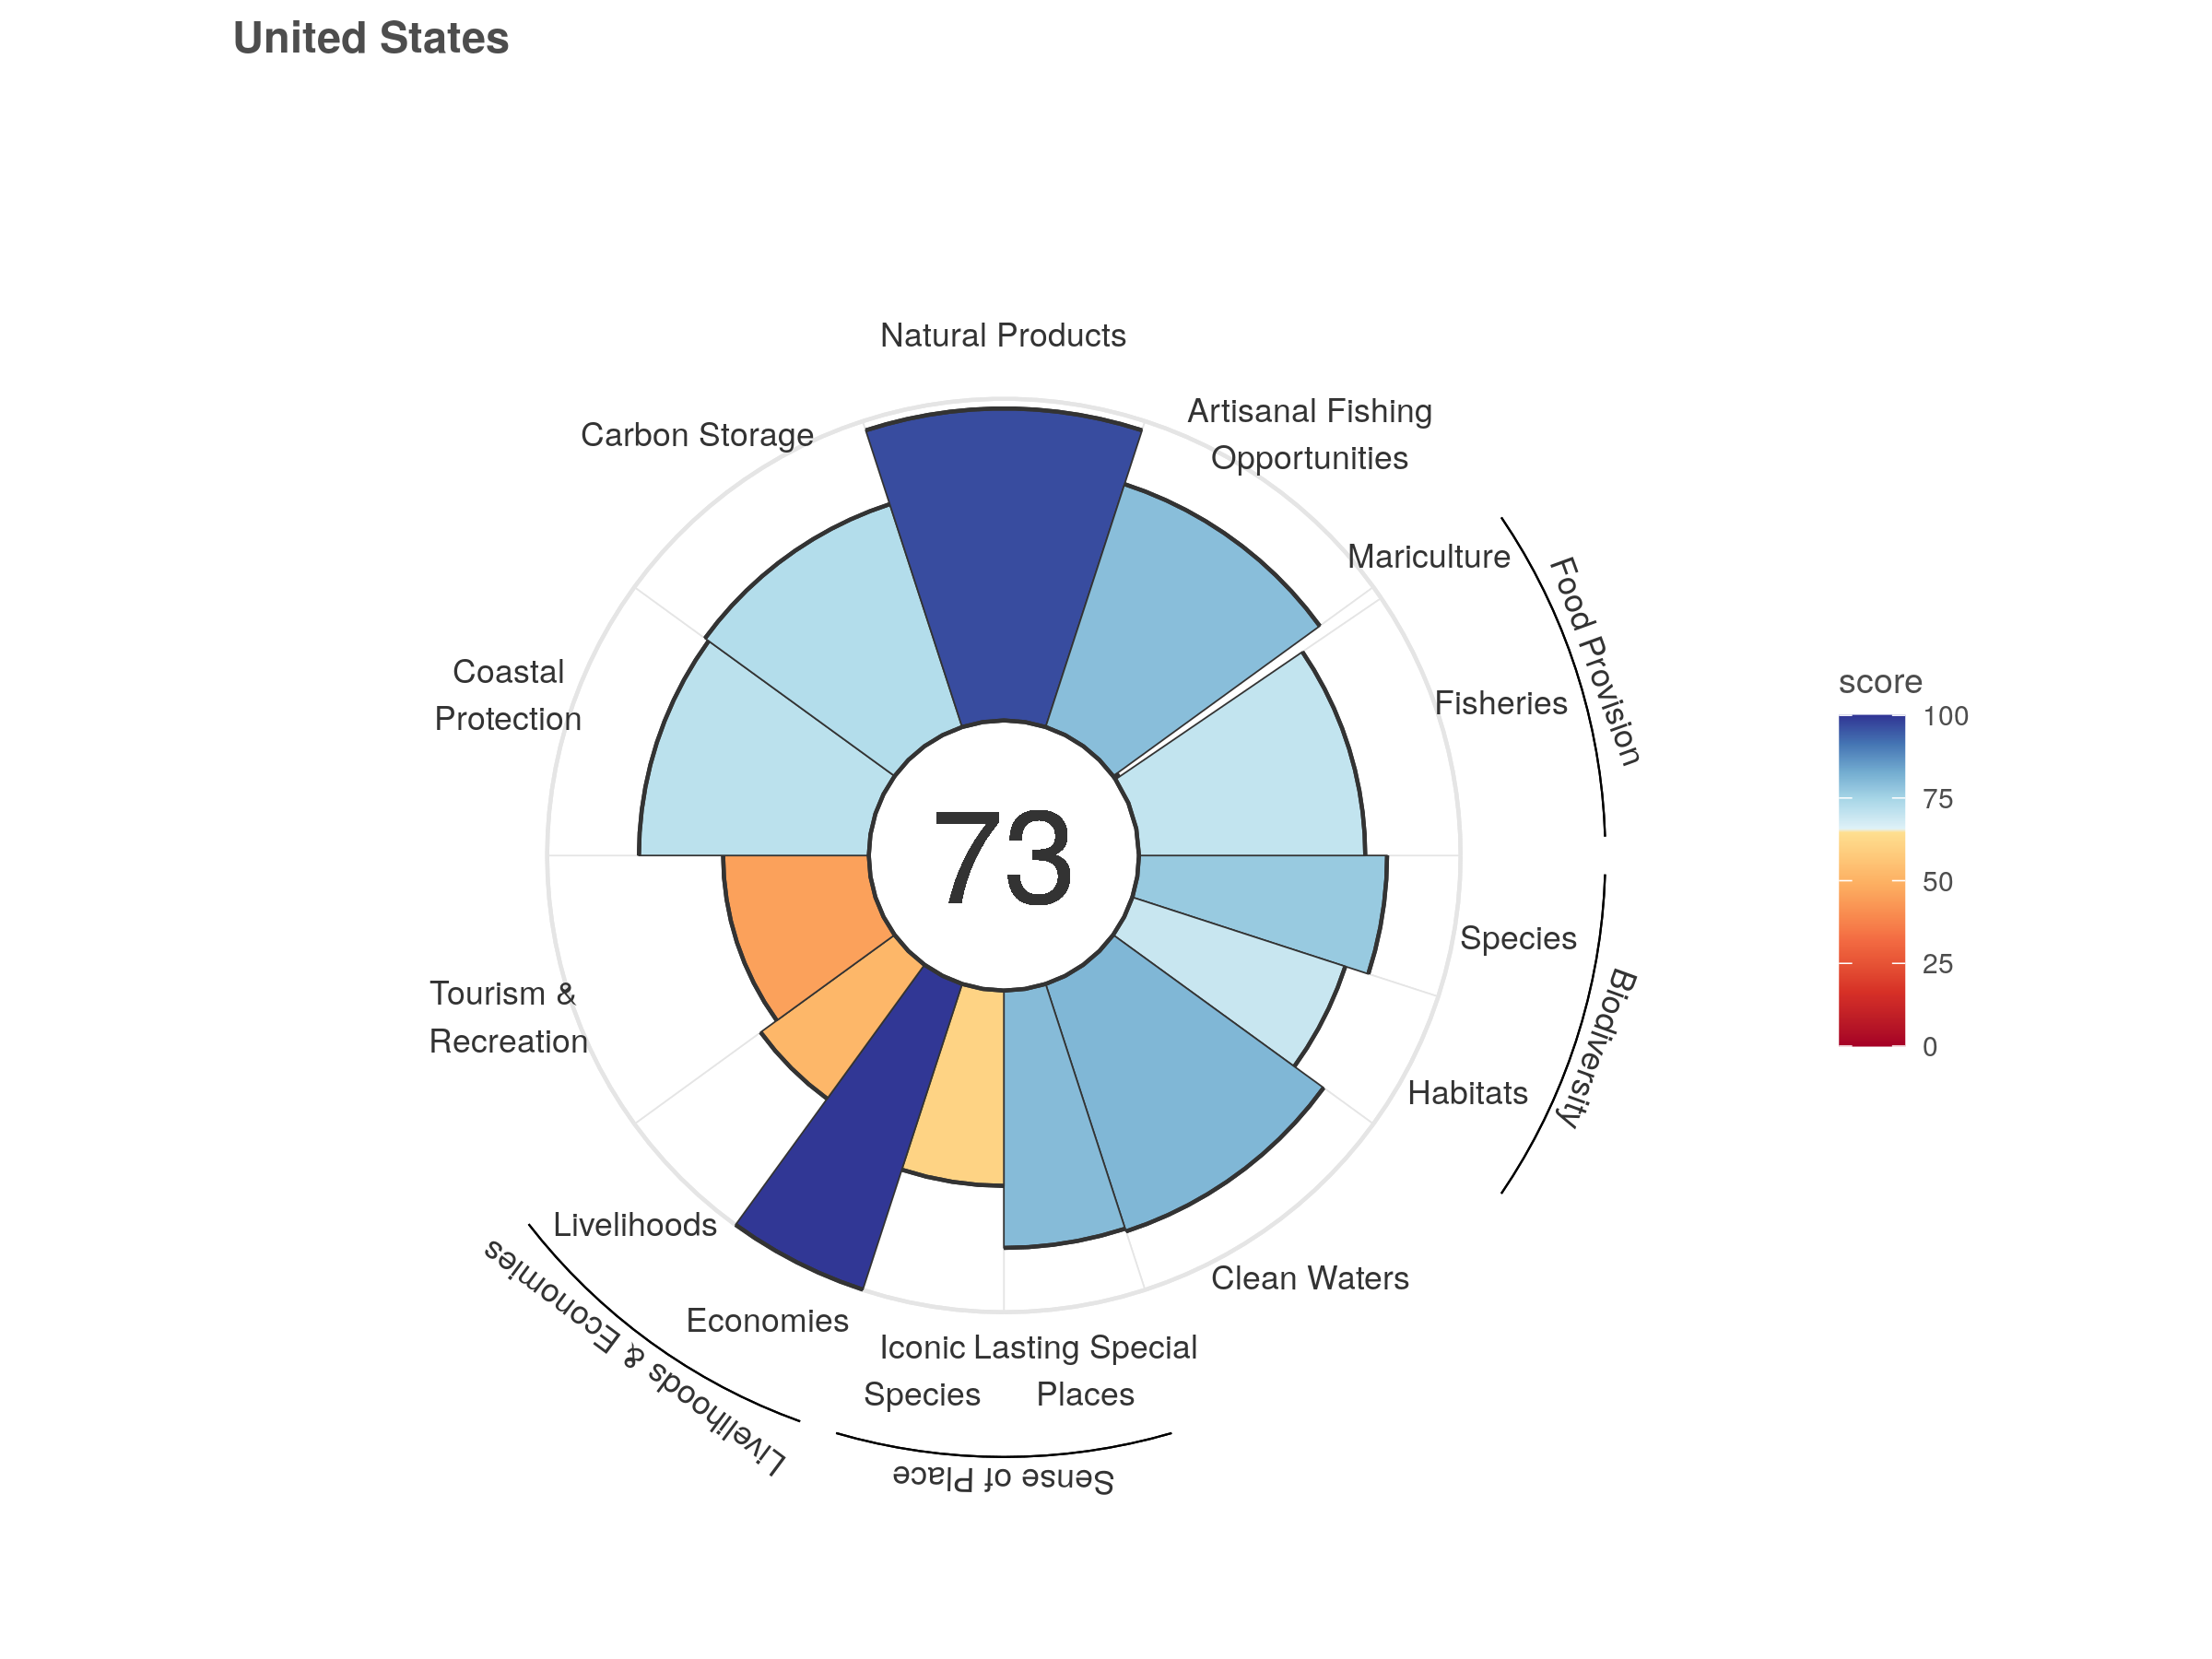 United States
Natural Products
Artisanal Fishing
Opportunities
Carbon Storage
Mariculture
Food Provision
Fisheries
Coastal
Protection
score
100
75
50
25
0
73
Species
Biodiversity
Habitats
Tourism &
Recreation
Livelihoods
Livelihoods & Economies
Economies
Clean Waters
Iconic
Species
Lasting Special
Places
Sense of Place